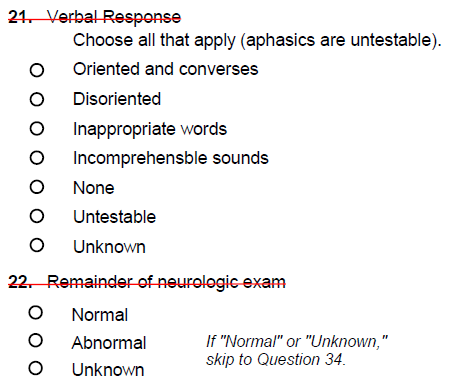 21. Verbal Response
Choose all that apply (aphasics are untestable).
Oriented and converses
Disoriented
Inappropriate words
Incomprehensble sounds
None
Untestable
Unknown
22. Remainder of neurologic exam
Normal
Abnormal
If "Normal" or "Unknown,"
skip to Question 34.
Unknown